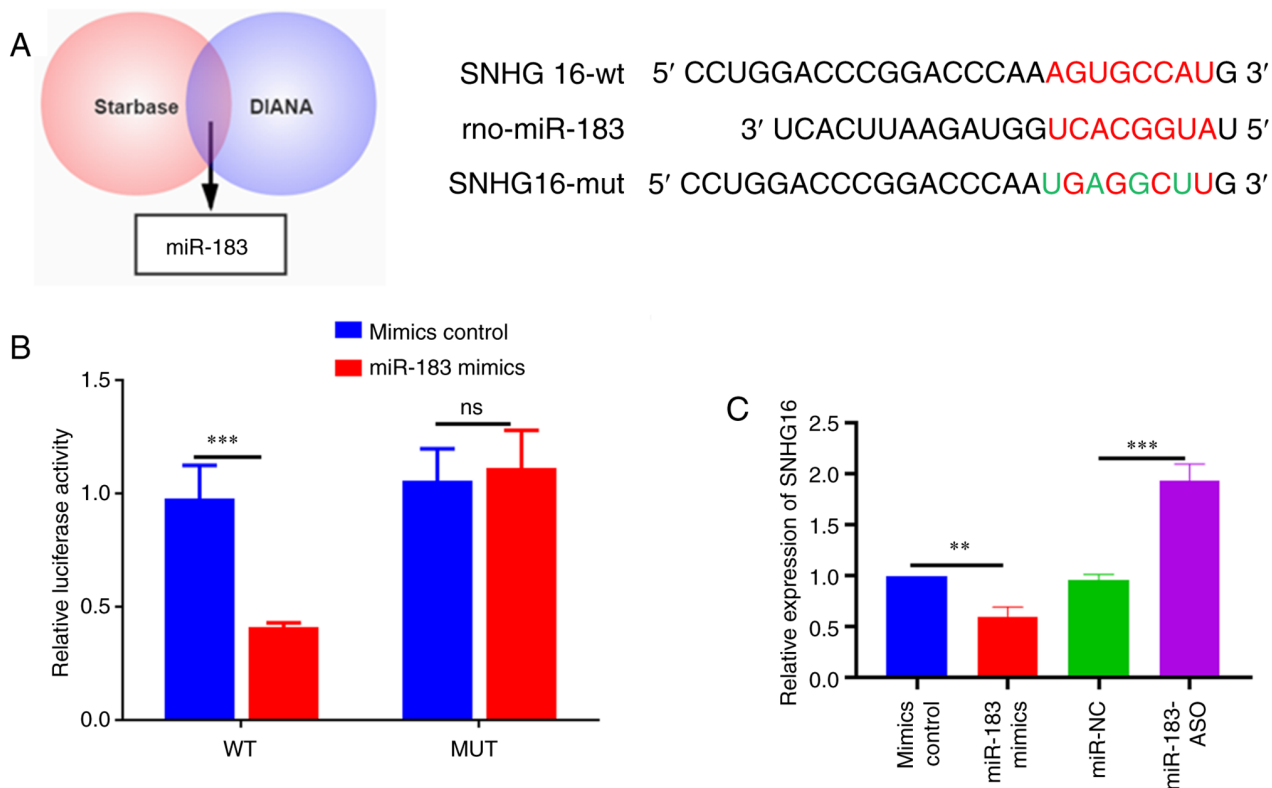 A
Starbase
DIANA
miR-183
SNHG 16-wt 5′ CCUGGACCCGGACCCAAAGUGCCAUG 3′
rno-miR-183 3′ UCACUUAAGAUGGUCACGGUAU 5′
SNHG16-mut 5′ CCUGGACCCGGACCCAAUGAGGCUUG 3′
B
Mimics control
miR-183 mimics
Relative luciferase activity
1.5
1.0
0.5
0.0
***
ns
WT
MUT
C
Relative expression of SNHG16
2.5
2.0
1.5
1.0
0.5
0.0
**
***
Mimics
control
miR-183
mimics
miR-NC
miR-183-
ASO